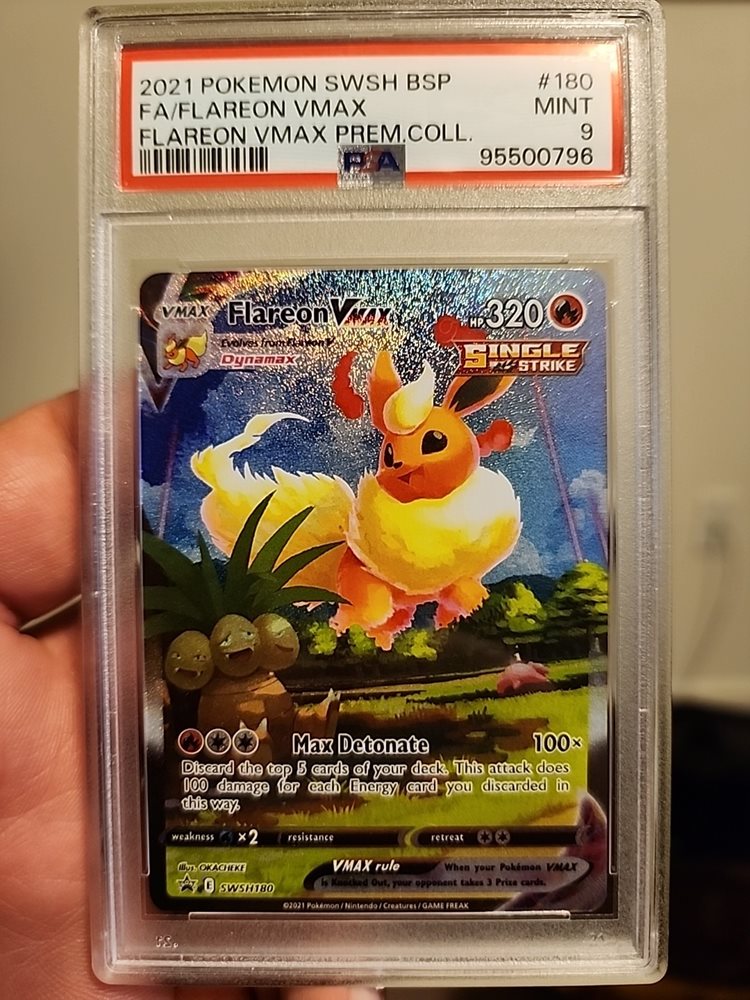 2021 POKEMON SWSH BSP #180
FA/FLAREON VMAX MINT
FLAREON VMAX PREM.COLL. 9
PSA 95500796
VMAX Flareon VMAX HP 320
Evolves from Flareon V
Dynamax
SINGLE
STRIKE
Max Detonate 100×
Discard the top 5 cards of your deck. This attack does
100 damage for each Energy card you discarded in
this way.
weakness ×2 resistance retreat
VMAX rule When your Pokémon VMAX
is Knocked Out, your opponent takes 3 Prize cards.
Illus. OKACHEKE
E SWSH180
©2021 Pokémon / Nintendo / Creatures / GAME FREAK